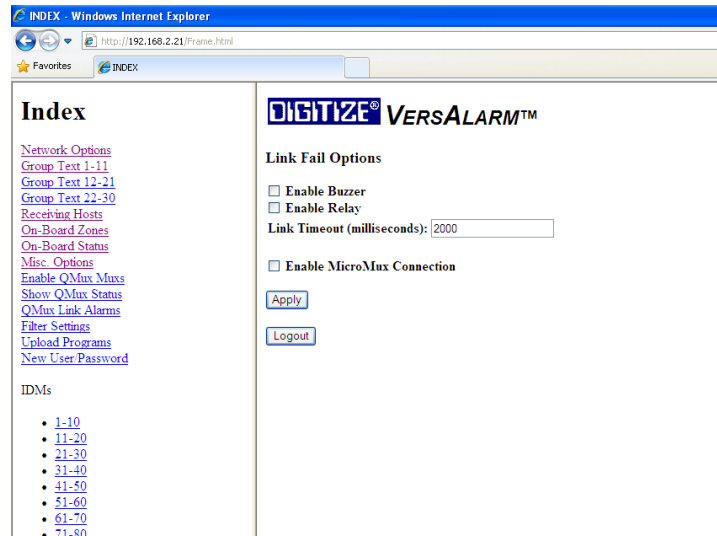 INDEX - Windows Internet Explorer
http://192.168.2.21/Frame.html
Favorites
INDEX
Index
Network Options
Group Text 1-11
Group Text 12-21
Group Text 22-30
Receiving Hosts
On-Board Zones
On-Board Status
Misc. Options
Enable QMux Muxs
Show QMux Status
QMux Link Alarms
Filter Settings
Upload Programs
New User/Password
IDMs
• 1-10
• 11-20
• 21-30
• 31-40
• 41-50
• 51-60
• 61-70
• 71-80
DIGITIZE® VERSALARM™
Link Fail Options
Enable Buzzer
Enable Relay
Link Timeout (milliseconds): 2000
Enable MicroMux Connection
Apply
Logout